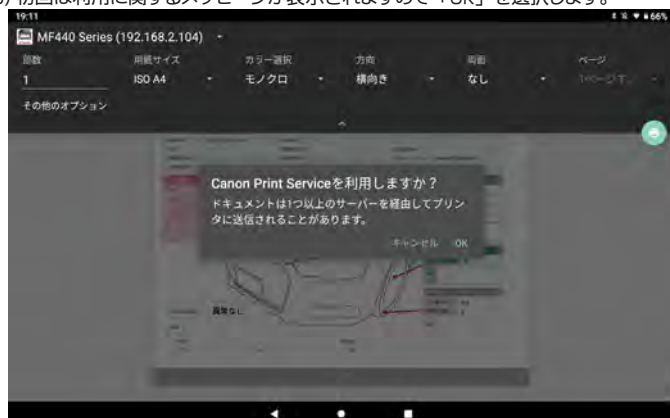 初回は利用に関するメッセージが表示されますので「OK」を選択します。
19:11
66%
MF440 Series (192.168.2.104)
部数 用紙サイズ カラー選択 方向 両面 ページ
1 ISO A4 モノクロ 横向き なし
その他のオプション
Canon Print Serviceを利用しますか？
ドキュメントは1つ以上のサーバーを経由してプリン
タに送信されることがあります。
キャンセル OK
異常なし